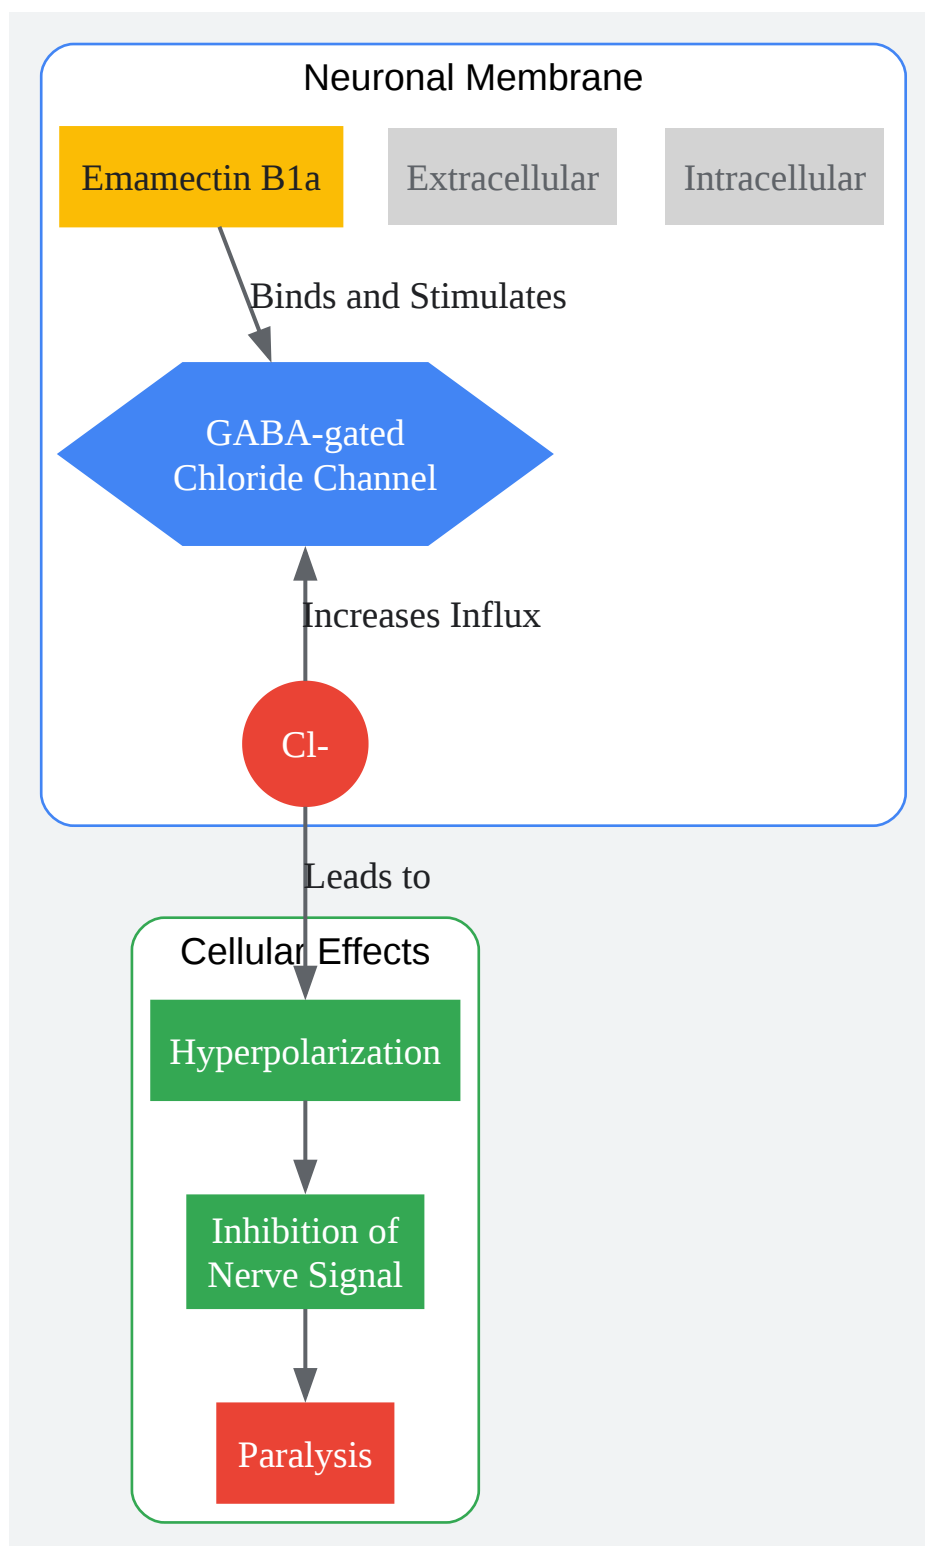 Neuronal Membrane
Emamectin B1a
Extracellular
Intracellular
Binds and Stimulates
GABA-gated
Chloride Channel
Increases Influx
Cl-
Leads to
Cellular Effects
Hyperpolarization
Inhibition of
Nerve Signal
Paralysis